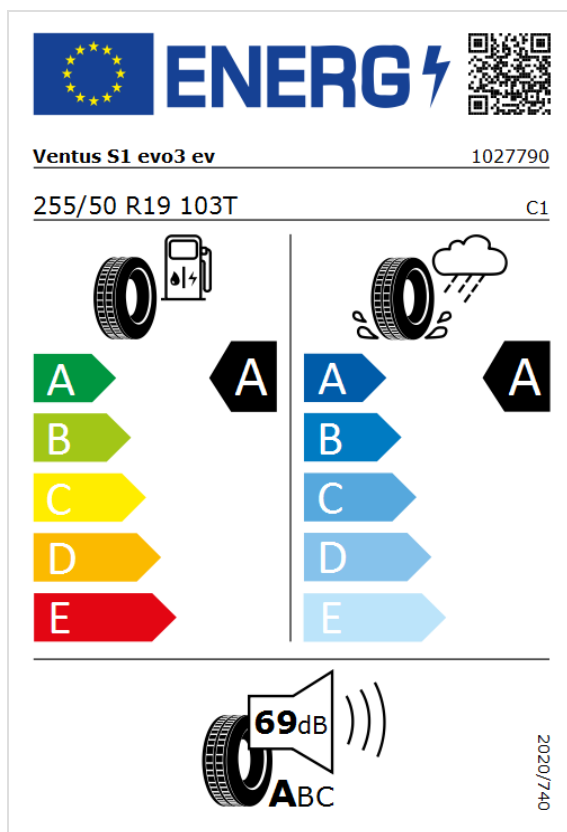 ENERG
Ventus S1 evo3 ev 1027790
255/50 R19 103T C1
A A
B
C
D
E
A A
B
C
D
E
69dB
ABC
2020/740